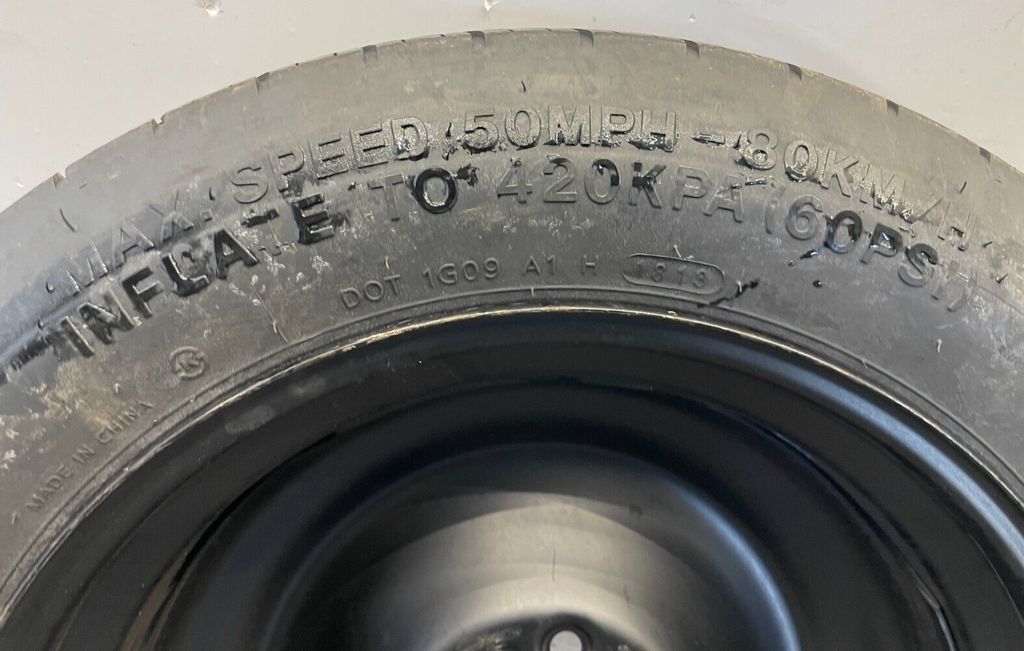 MAX. SPEED 50MPH - 80KM/H
INFLATE TO 420KPA (60PSI)
DOT 1G09 A1 H 1813
MADE IN CHINA